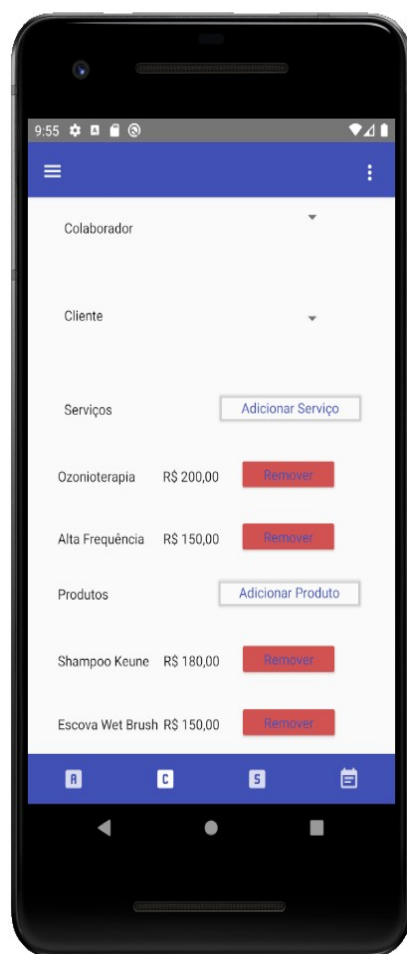 9:55
Colaborador
Cliente
Serviços Adicionar Serviço
Ozonioterapia R$ 200,00 Remover
Alta Frequência R$ 150,00 Remover
Produtos Adicionar Produto
Shampoo Keune R$ 180,00 Remover
Escova Wet Brush R$ 150,00 Remover
A C S